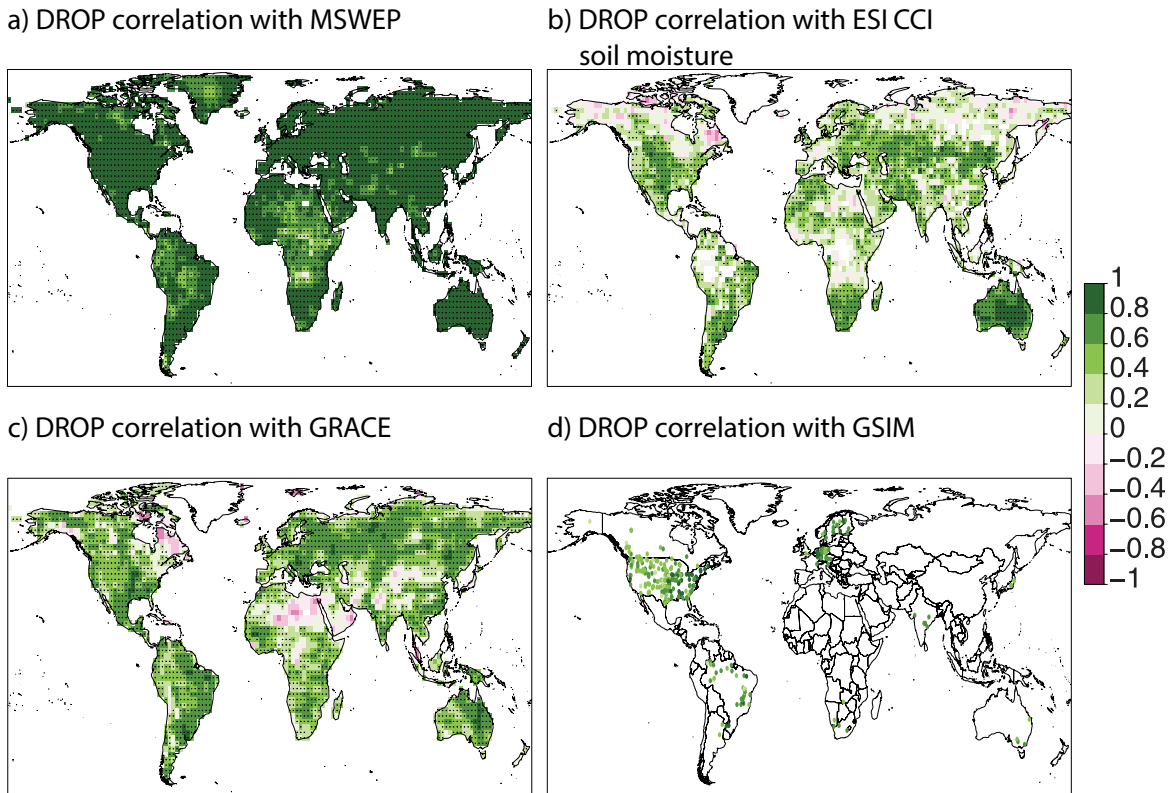 a) DROP correlation with MSWEP
b) DROP correlation with ESI CCI
soil moisture
1
0.8
0.6
0.4
0.2
0
−0.2
−0.4
−0.6
−0.8
−1
c) DROP correlation with GRACE
d) DROP correlation with GSIM